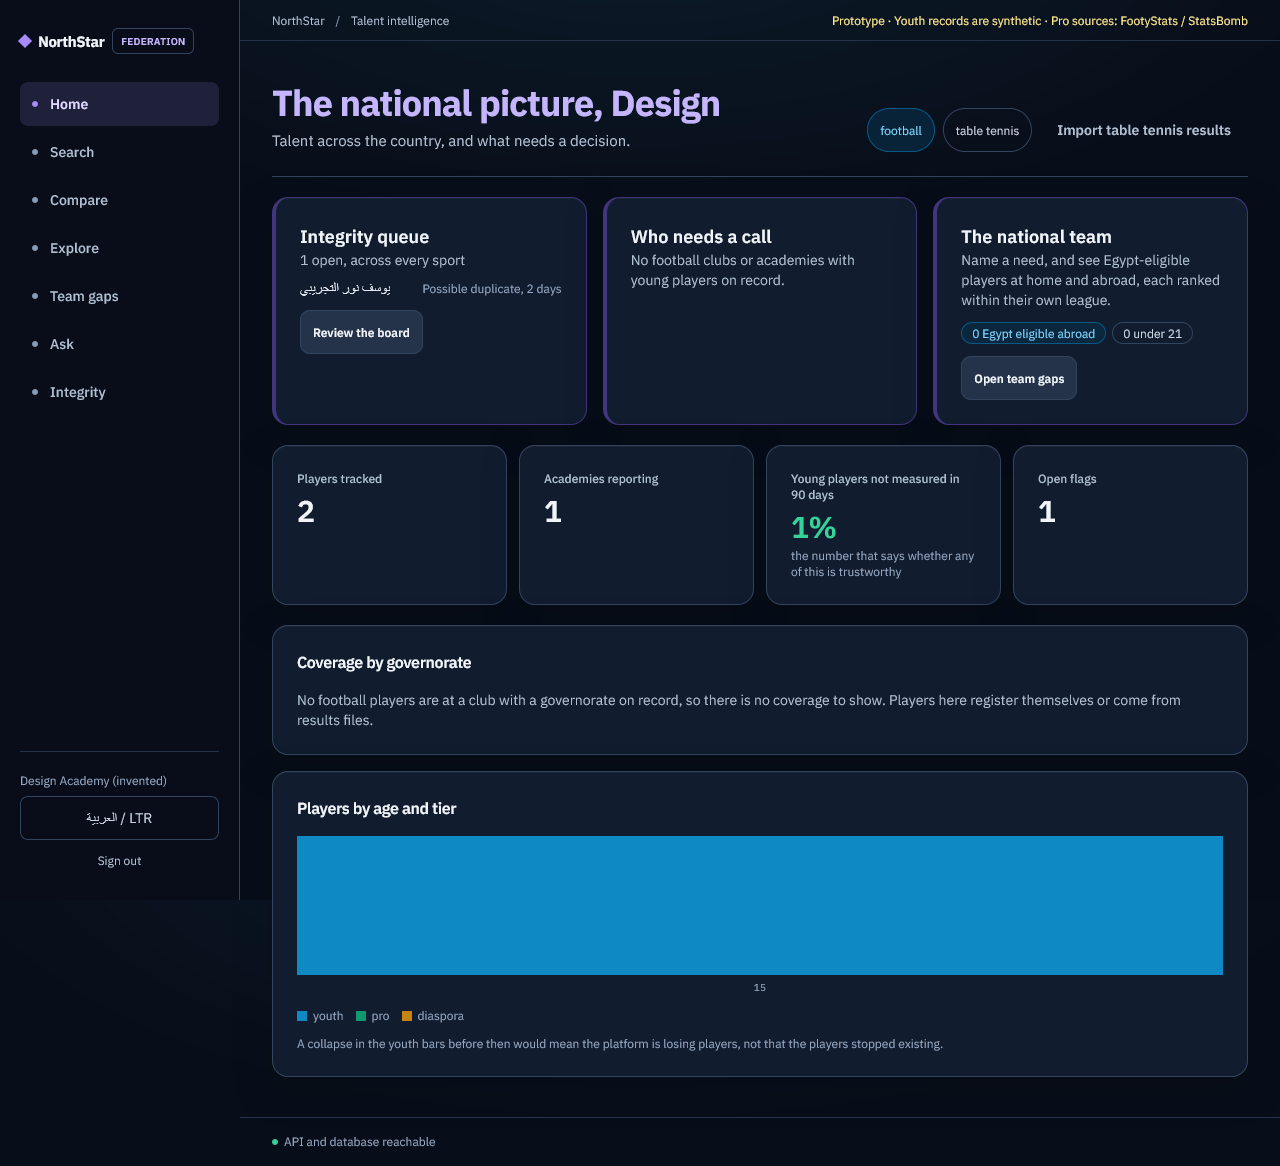 NorthStar FEDERATION
Home
Search
Compare
Explore
Team gaps
Ask
Integrity
Design Academy (invented)
العربية / LTR
Sign out
NorthStar / Talent intelligence
Prototype · Youth records are synthetic · Pro sources: FootyStats / StatsBomb
The national picture, Design
Talent across the country, and what needs a decision.
football
table tennis
Import table tennis results
Integrity queue
1 open, across every sport
يوسف نور التجريبي
Possible duplicate, 2 days
Review the board
Who needs a call
No football clubs or academies with
young players on record.
The national team
Name a need, and see Egypt-eligible
players at home and abroad, each ranked
within their own league.
0 Egypt eligible abroad
0 under 21
Open team gaps
Players tracked
2
Academies reporting
1
Young players not measured in
90 days
1%
the number that says whether any
of this is trustworthy
Open flags
1
Coverage by governorate
No football players are at a club with a governorate on record, so there is no coverage to show. Players here register themselves or come from
results files.
Players by age and tier
15
youth
pro
diaspora
A collapse in the youth bars before then would mean the platform is losing players, not that the players stopped existing.
API and database reachable